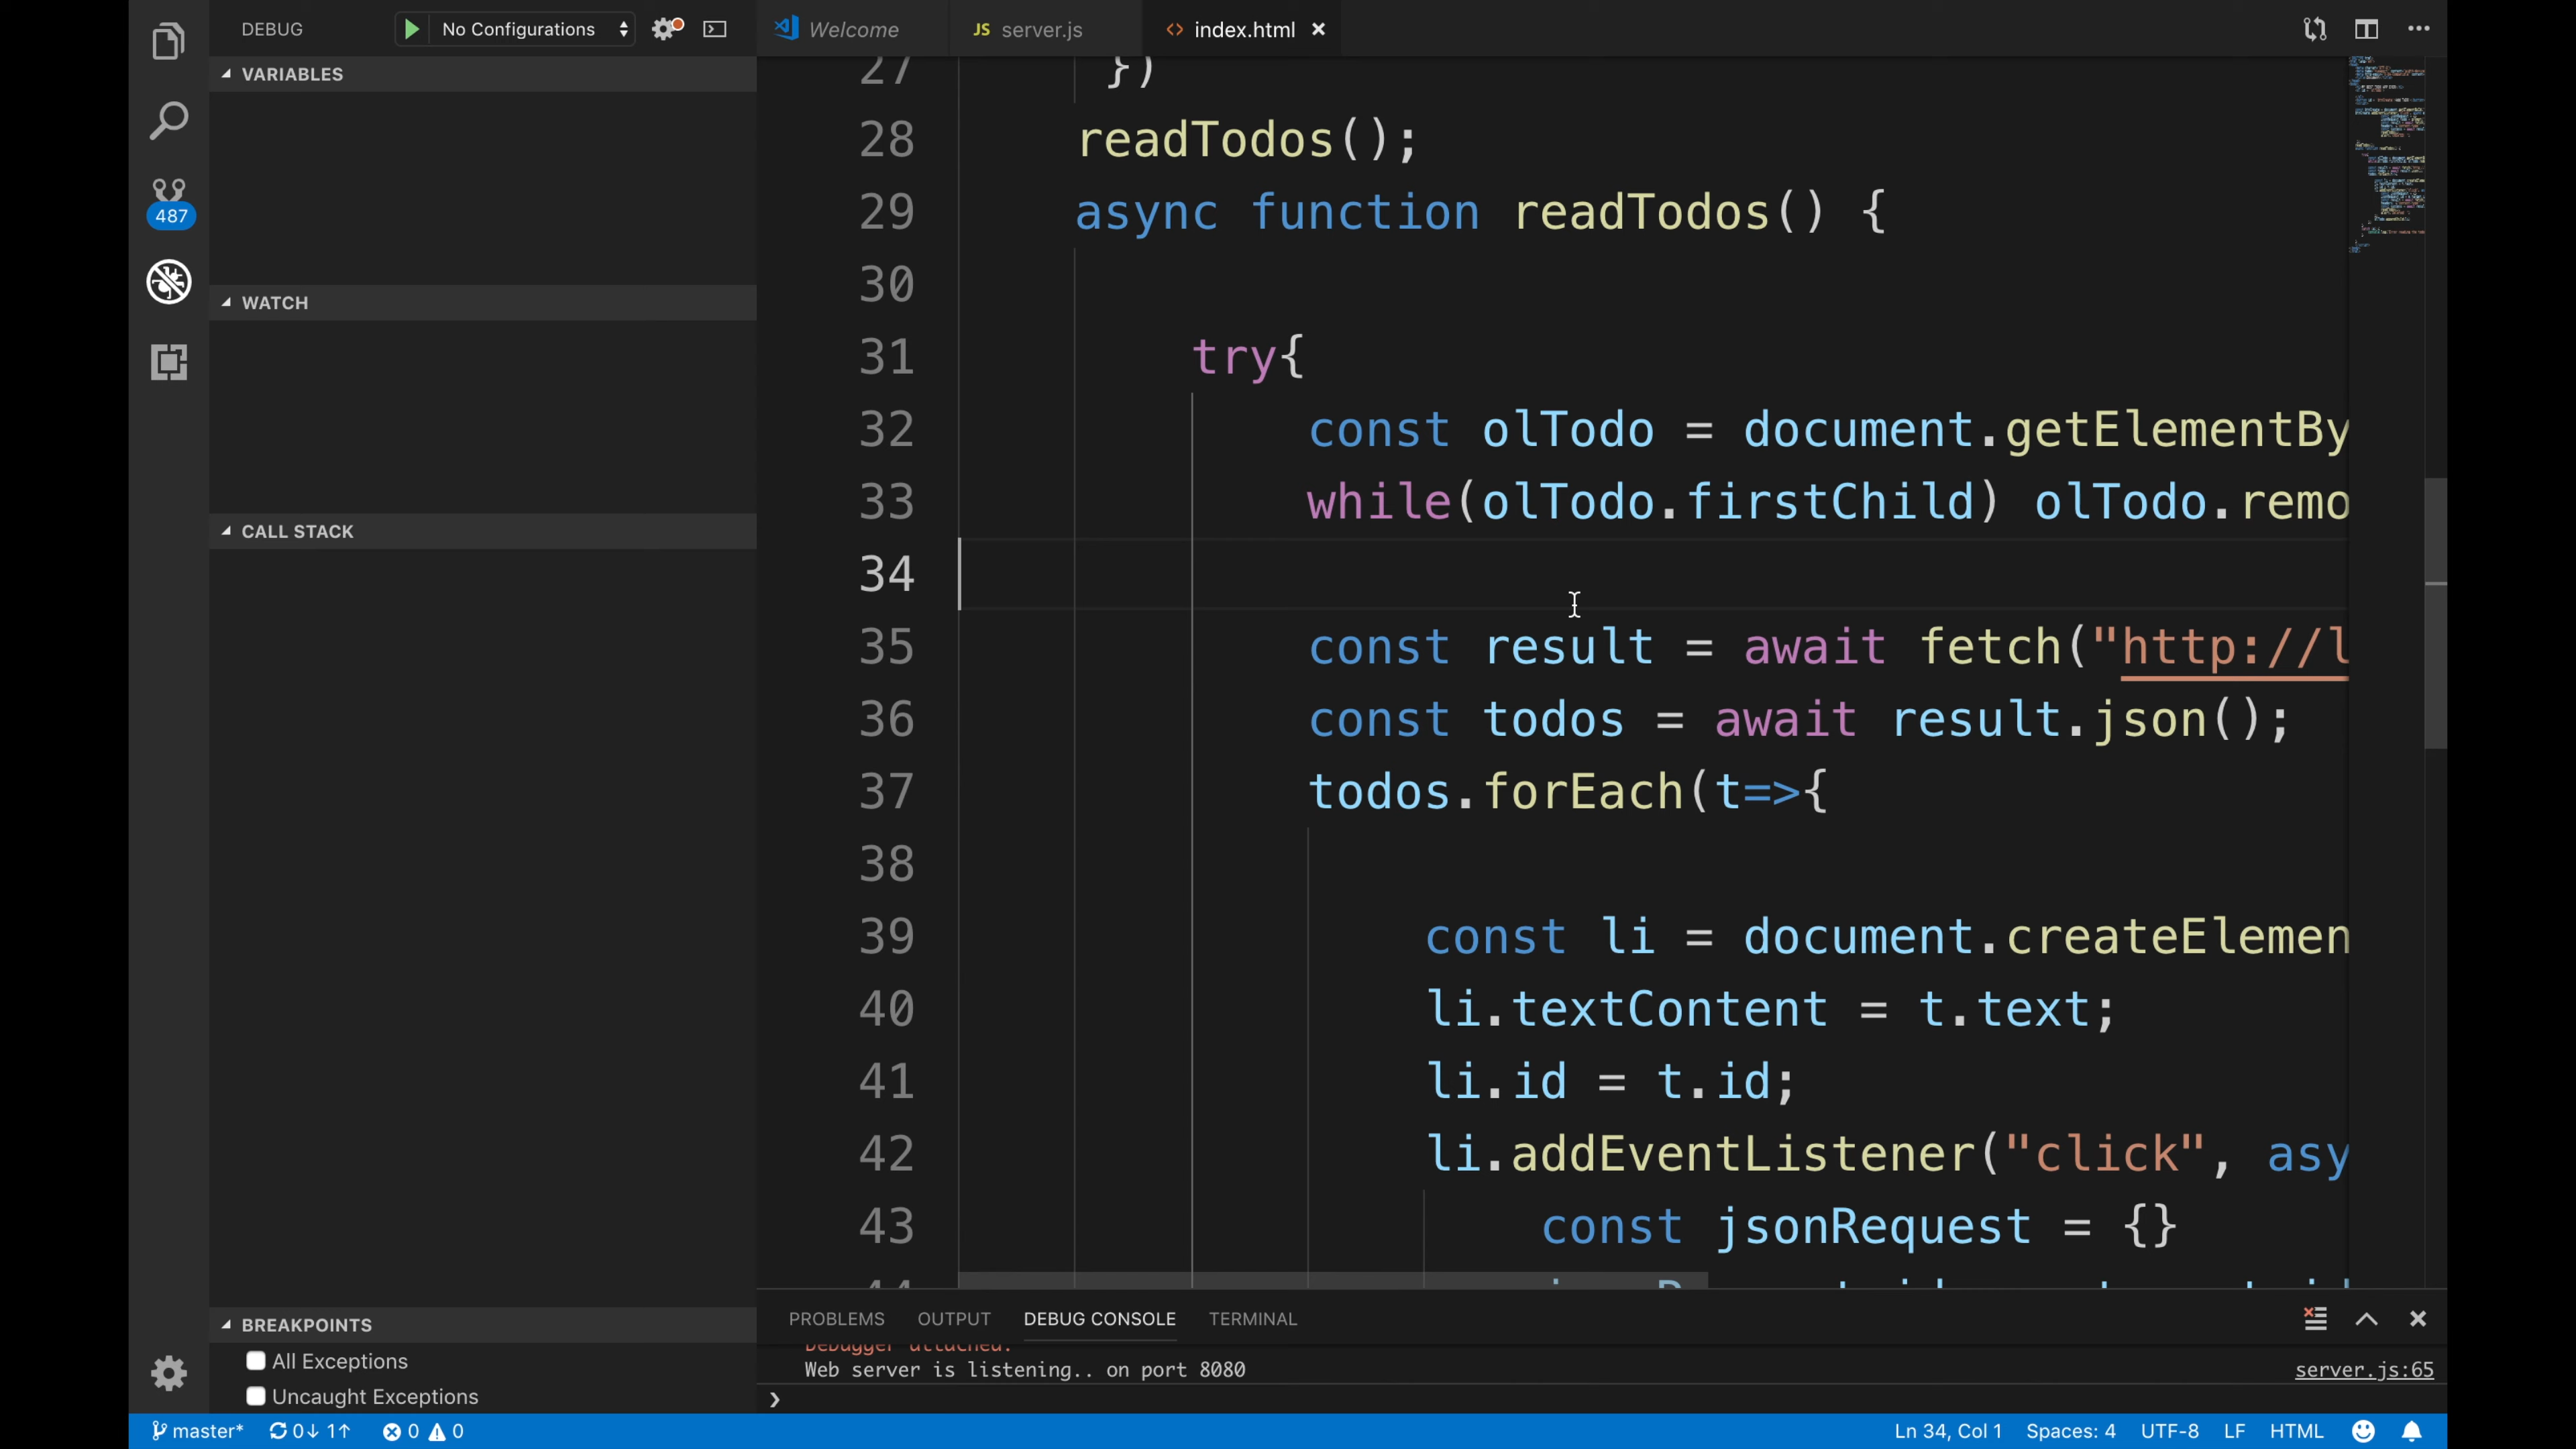 DEBUG
No Configurations
VARIABLES
487
WATCH
CALL STACK
BREAKPOINTS
All Exceptions
Uncaught Exceptions
Welcome
JS server.js
<> index.html
27 })
28 readTodos();
29 async function readTodos() {
30
31 try{
32 const olTodo = document.getElementBy
33 while(olTodo.firstChild) olTodo.remo
34
35 const result = await fetch("http://l
36 const todos = await result.json();
37 todos.forEach(t=>{
38
39 const li = document.createElemen
40 li.textContent = t.text;
41 li.id = t.id;
42 li.addEventListener("click", asy
43 const jsonRequest = {}
44
PROBLEMS OUTPUT DEBUG CONSOLE TERMINAL
Debugger attached.
Web server is listening.. on port 8080 server.js:65
master* 0↓ 1↑ 0 0 Ln 34, Col 1 Spaces: 4 UTF-8 LF HTML